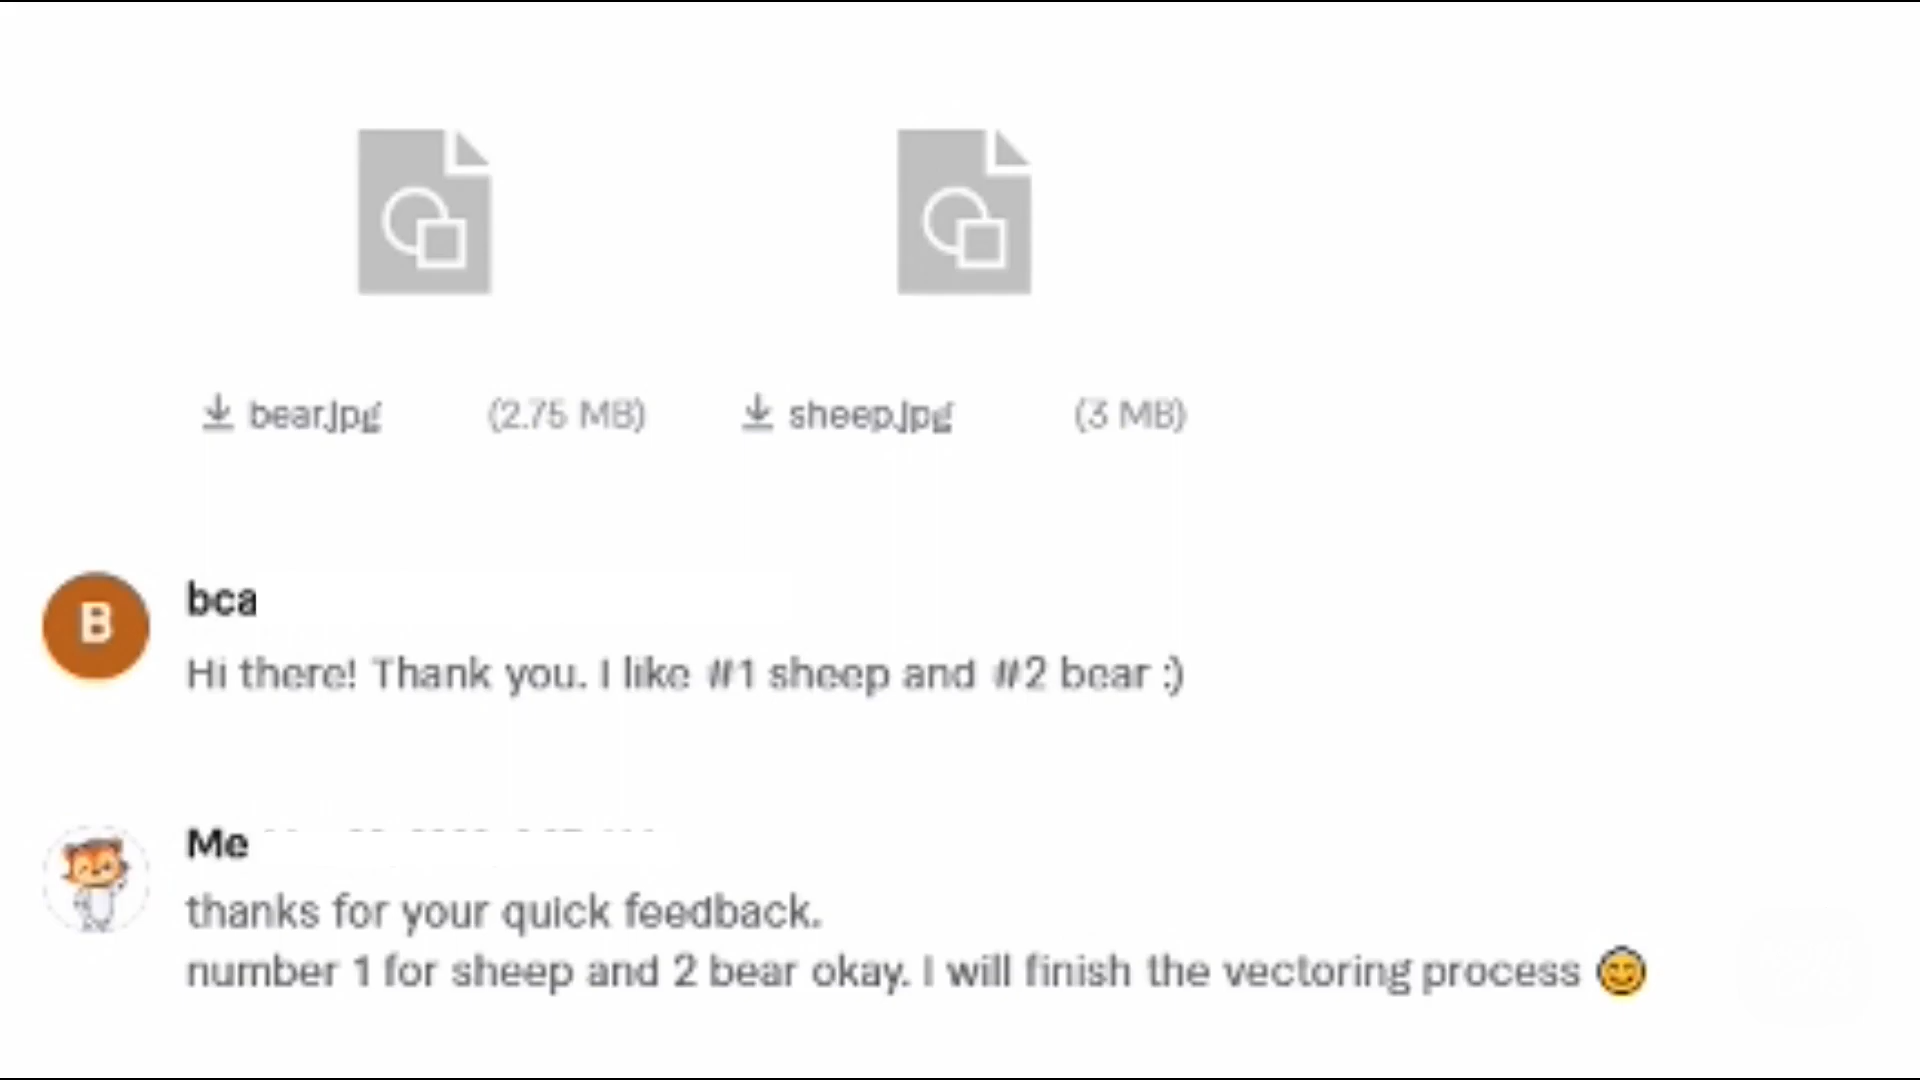 bear.jpg (2.75 MB) sheep.jpg (3 MB)
B
bca
Hi there! Thank you. I like #1 sheep and #2 bear :)
Me
thanks for your quick feedback.
number 1 for sheep and 2 bear okay. I will finish the vectoring process 😊